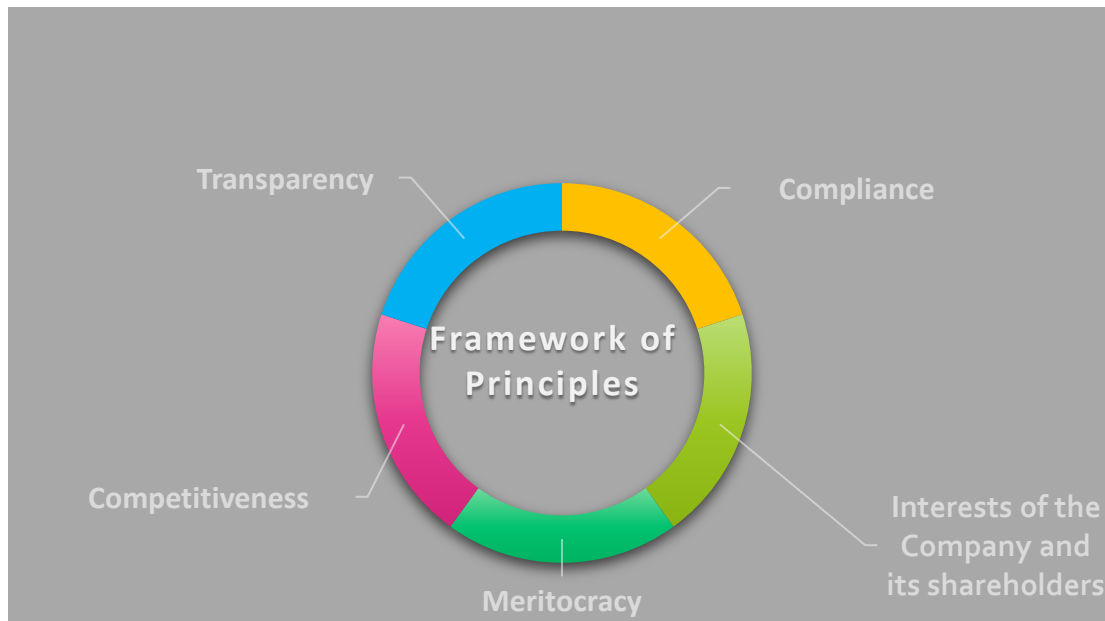 Transparency
Compliance
Framework of
Principles
Competitiveness
Interests of the
Company and
its shareholders
Meritocracy